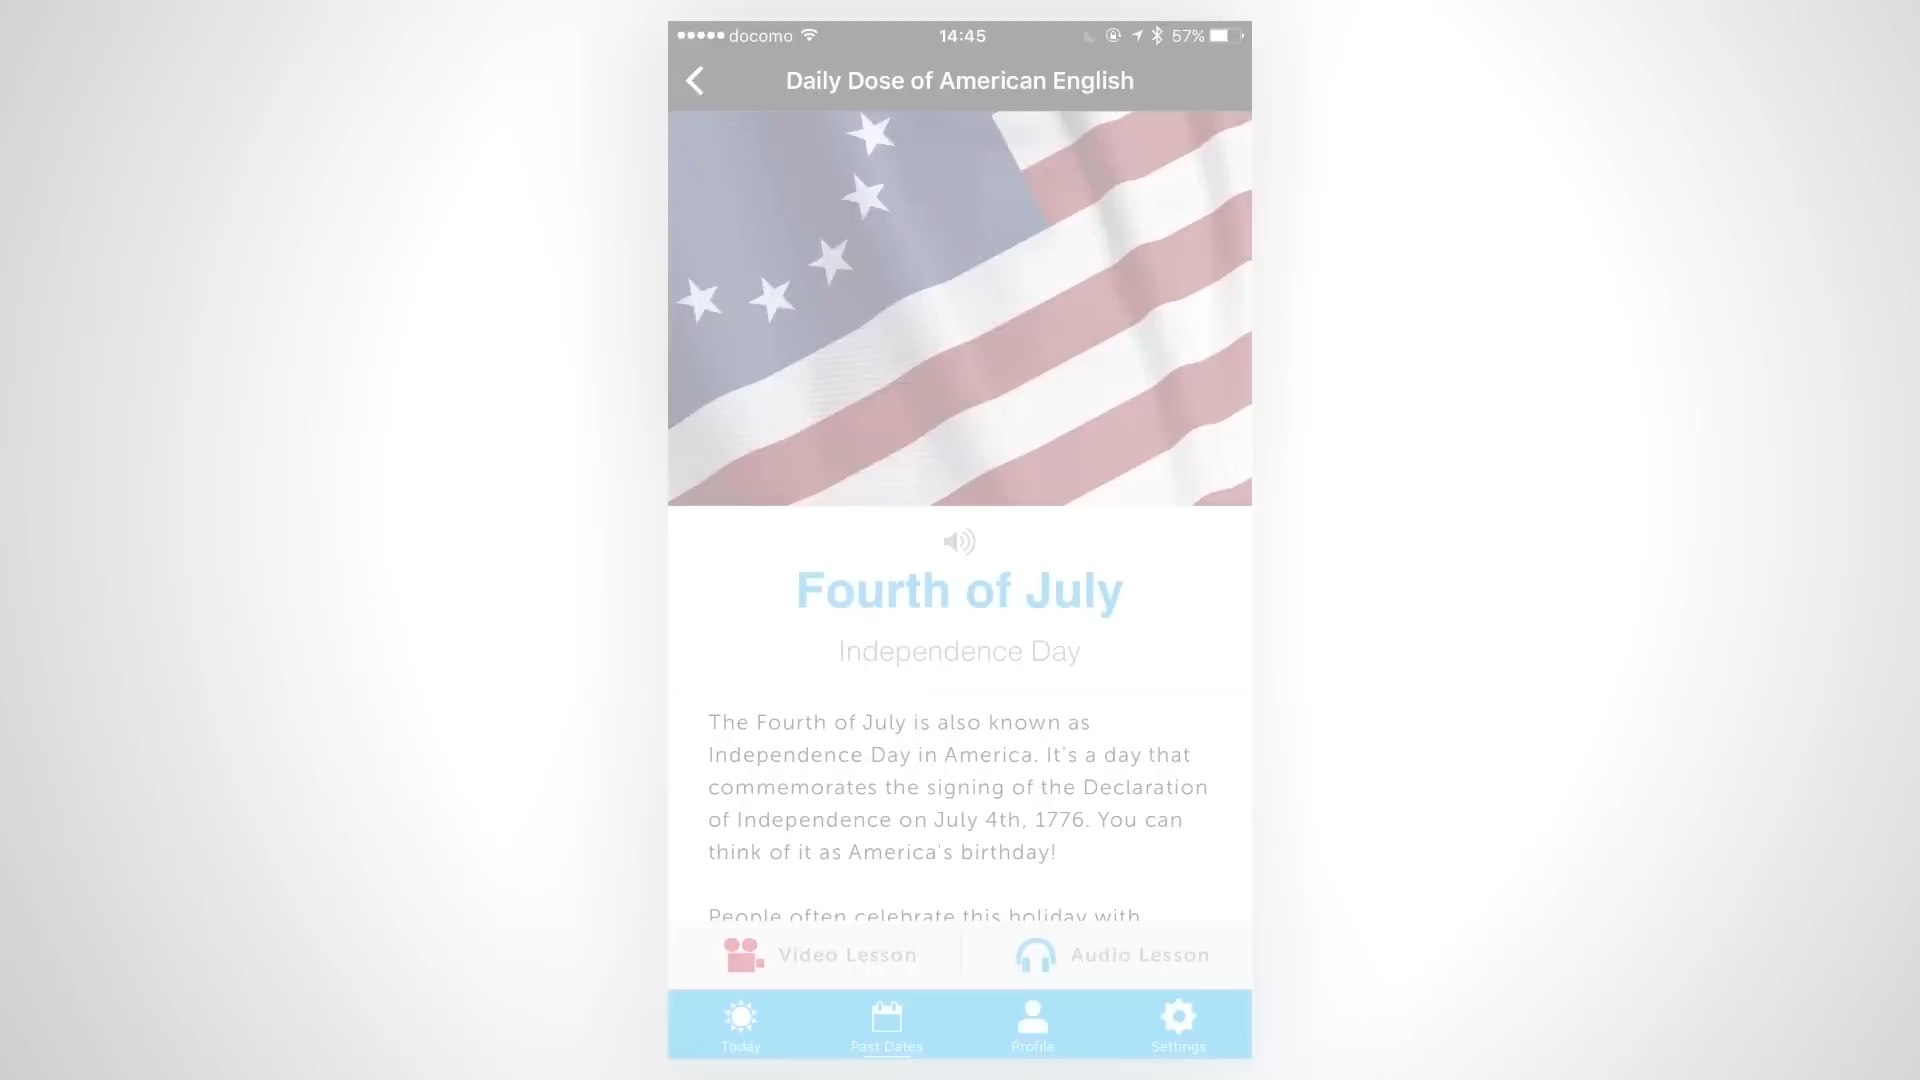 docomo 14:45 57%
Daily Dose of American English
Fourth of July
Independence Day
The Fourth of July is also known as
Independence Day in America. It's a day that
commemorates the signing of the Declaration
of Independence on July 4th, 1776. You can
think of it as America's birthday!
People often celebrate this holiday with
Video Lesson Audio Lesson
Today Past Dates Profile Settings